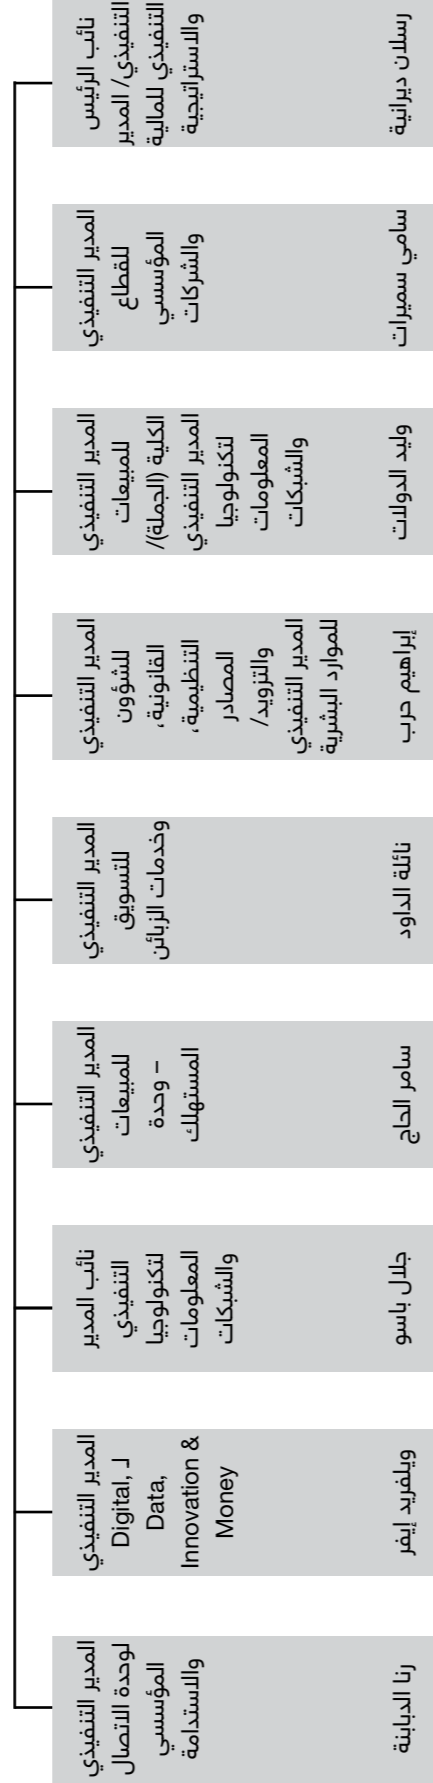 نائب الرئيس
التنفيذي/ المدير
التنفيذي للمالية
والاستراتيجية
رسلان ديرانية
المدير التنفيذي
للقطاع
المؤسسي
والشركات
سامي سميرات
المدير التنفيذي
للمبيعات
الكلية (الجملة)/
المدير التنفيذي
لتكنولوجيا
المعلومات
والشبكات
وليد الدولات
المدير التنفيذي
للشؤون
القانونية،
التنظيمية،
المصادر
والتزويد/
المدير التنفيذي
للموارد البشرية
إبراهيم حرب
المدير التنفيذي
للتسويق
وخدمات الزبائن
نائلة الداود
المدير التنفيذي
للمبيعات
– وحدة
المستهلك
سامر الحاج
نائب المدير
التنفيذي
لتكنولوجيا
المعلومات
والشبكات
جلال باسو
المدير التنفيذي
لـ Digital,
Data,
Innovation &
Money
ويلفريد إيفر
المدير التنفيذي
لوحدة الاتصال
المؤسسي
والاستدامة
رنا الدبابنة